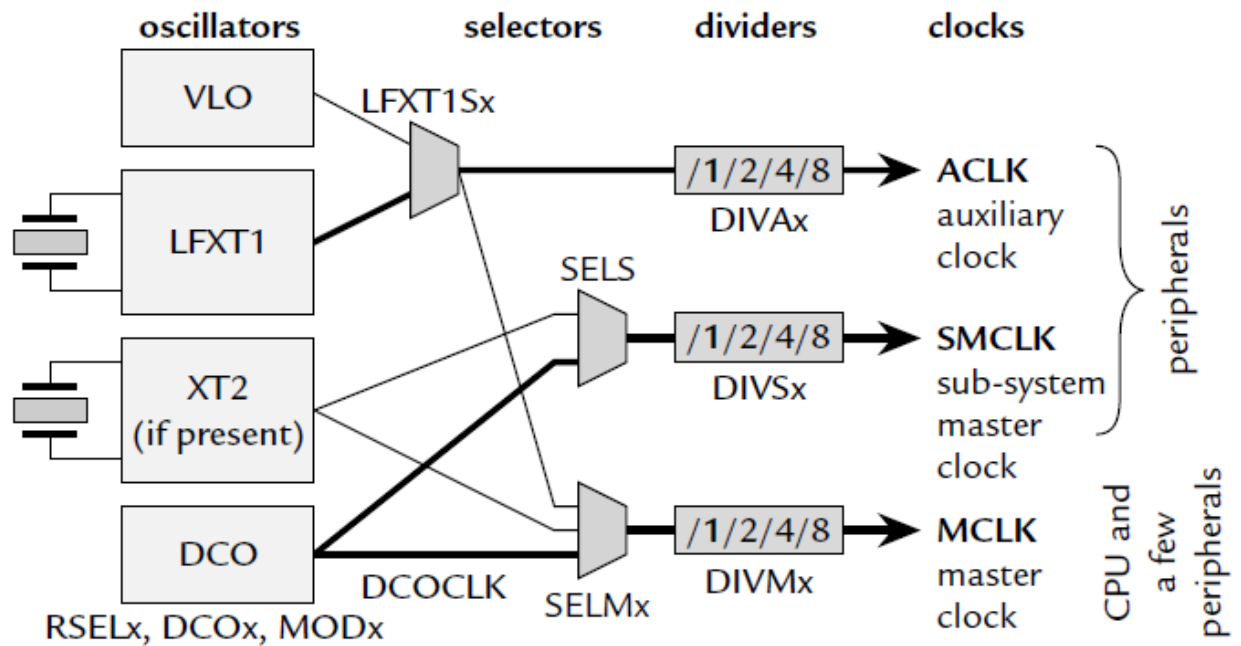 oscillators selectors dividers clocks
VLO
LFXT1Sx
LFXT1
/1/2/4/8
DIVAx
ACLK
auxiliary
clock
XT2
(if present)
SELS
/1/2/4/8
DIVSx
SMCLK
sub-system
master
clock
peripherals
DCO
RSELx, DCOx, MODx
DCOCLK
SELMx
/1/2/4/8
DIVMx
MCLK
master
clock
CPU and
a few
peripherals